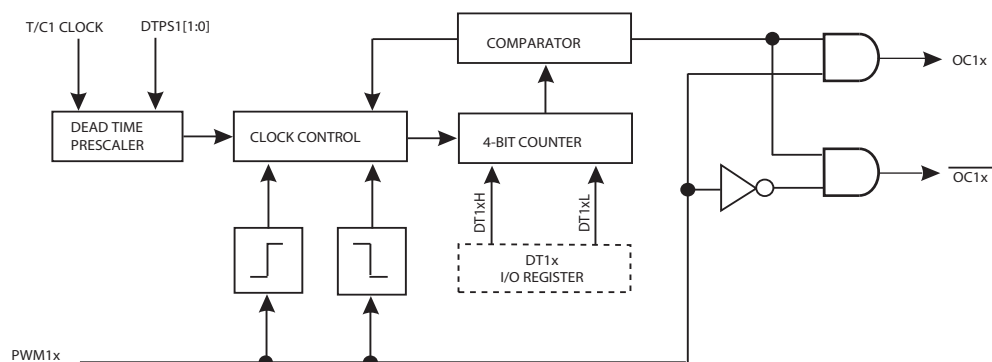 T/C1 CLOCK
DTPS1[1:0]
COMPARATOR
OC1x
DEAD TIME
PRESCALER
CLOCK CONTROL
4-BIT COUNTER
OC1x
DT1xH
DT1xL
DT1x
I/O REGISTER
PWM1x